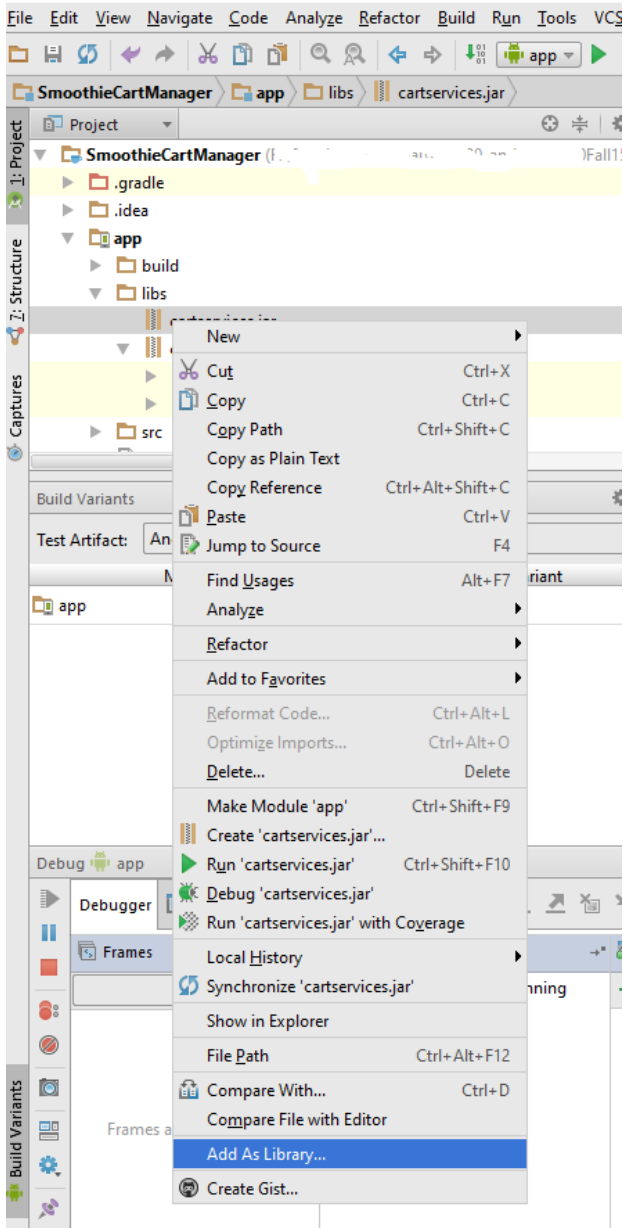 File Edit View Navigate Code Analyze Refactor Build Run Tools VCS
app
SmoothieCartManager app libs cartservices.jar
Project
1: Project
SmoothieCartManager
.gradle
.idea
app
build
libs
src
7: Structure
Captures
New
Cut Ctrl+X
Copy Ctrl+C
Copy Path Ctrl+Shift+C
Copy as Plain Text
Copy Reference Ctrl+Alt+Shift+C
Paste Ctrl+V
Jump to Source F4
Find Usages Alt+F7
Analyze
Refactor
Add to Favorites
Reformat Code... Ctrl+Alt+L
Optimize Imports... Ctrl+Alt+O
Delete... Delete
Make Module 'app' Ctrl+Shift+F9
Create 'cartservices.jar'...
Run 'cartservices.jar' Ctrl+Shift+F10
Debug 'cartservices.jar'
Run 'cartservices.jar' with Coverage
Local History
Synchronize 'cartservices.jar'
Show in Explorer
File Path Ctrl+Alt+F12
Compare With... Ctrl+D
Compare File with Editor
Add As Library...
Create Gist...
Build Variants
Test Artifact:
app
Debug app
Debugger
Frames
Frames
Build Variants